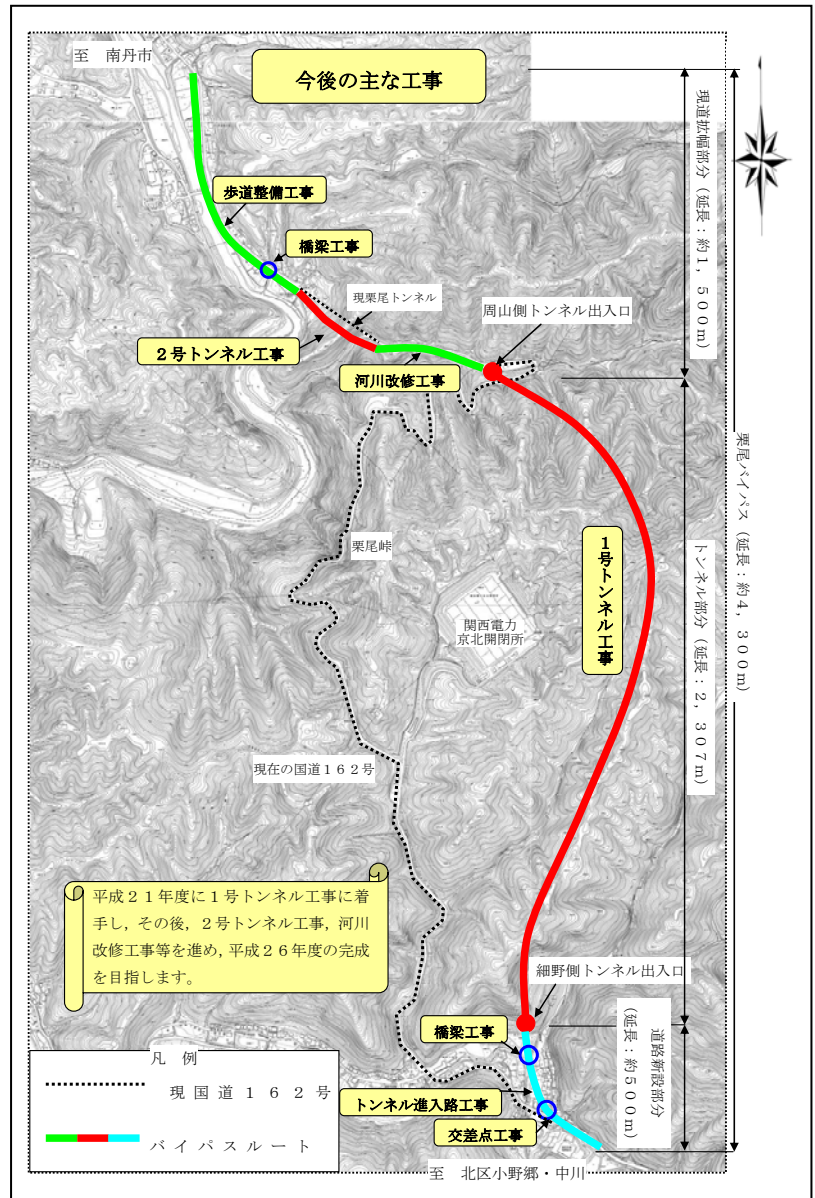 至 南丹市
今後の主な工事
現道拡幅部分（延長：約１，５００ｍ）
歩道整備工事
橋梁工事
現栗尾トンネル
周山側トンネル出入口
２号トンネル工事
河川改修工事
栗尾バイパス（延長：約４，３００ｍ）
栗尾峠
１号トンネル工事
トンネル部分（延長：２，３０７ｍ）
関西電力
京北開閉所
現在の国道１６２号
平成２１年度に１号トンネル工事に着
手し，その後，２号トンネル工事，河川
改修工事等を進め，平成２６年度の完成
を目指します。
細野側トンネル出入口
橋梁工事
道路新設部分
（延長：約５００ｍ）
トンネル進入路工事
交差点工事
凡 例
現国道１６２号
バイパスルート
至 北区小野郷・中川